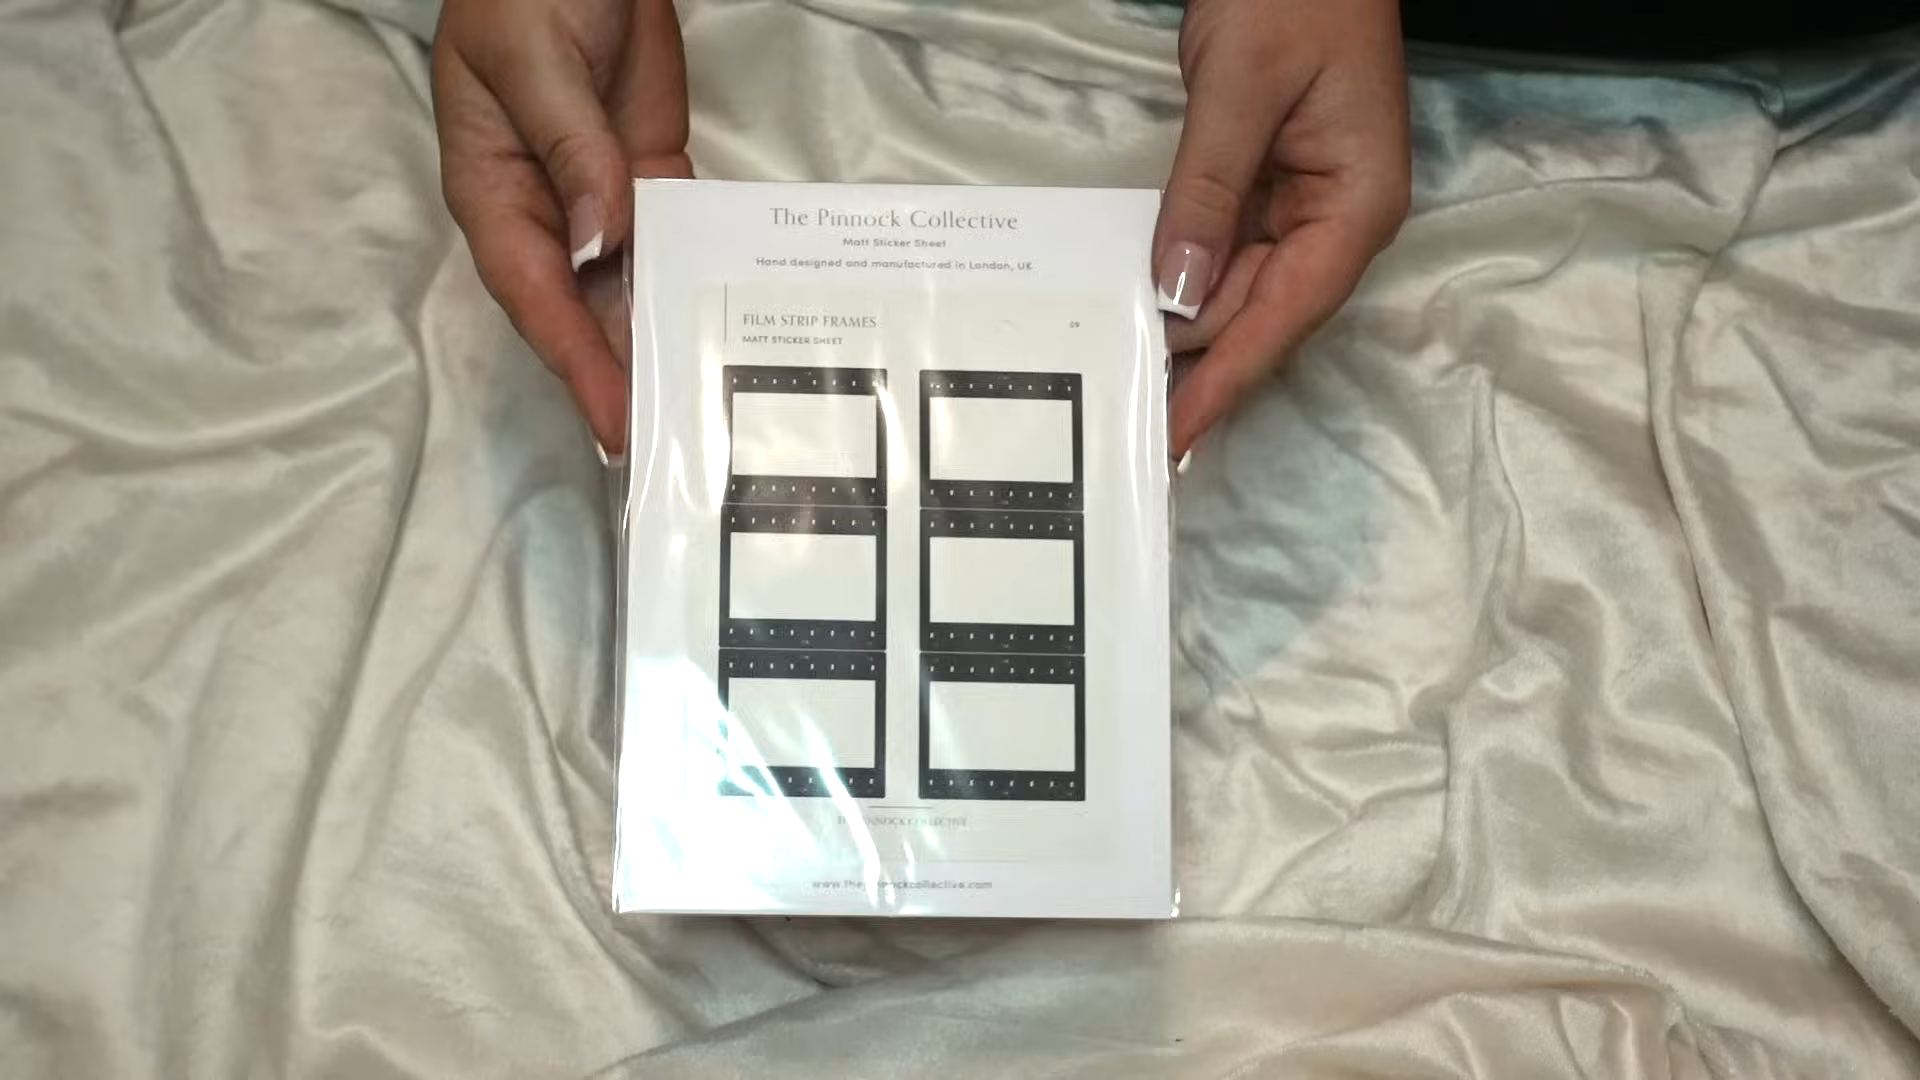 The Pinnock Collective
Matt Sticker Sheet
Hand designed and manufactured in London, UK
FILM STRIP FRAMES
09
MATT STICKER SHEET
COLLECTIVE